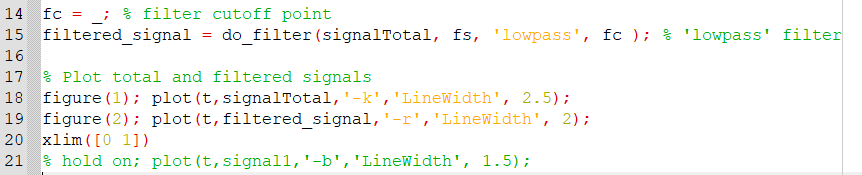 14 fc = _; % filter cutoff point
15 filtered_signal = do_filter(signalTotal, fs, 'lowpass', fc ); % 'lowpass' filter
16
17 % Plot total and filtered signals
18 figure(1); plot(t,signalTotal,'-k','LineWidth', 2.5);
19 figure(2); plot(t,filtered_signal,'-r','LineWidth', 2);
20 xlim([0 1])
21 % hold on; plot(t,signal1,'-b','LineWidth', 1.5);